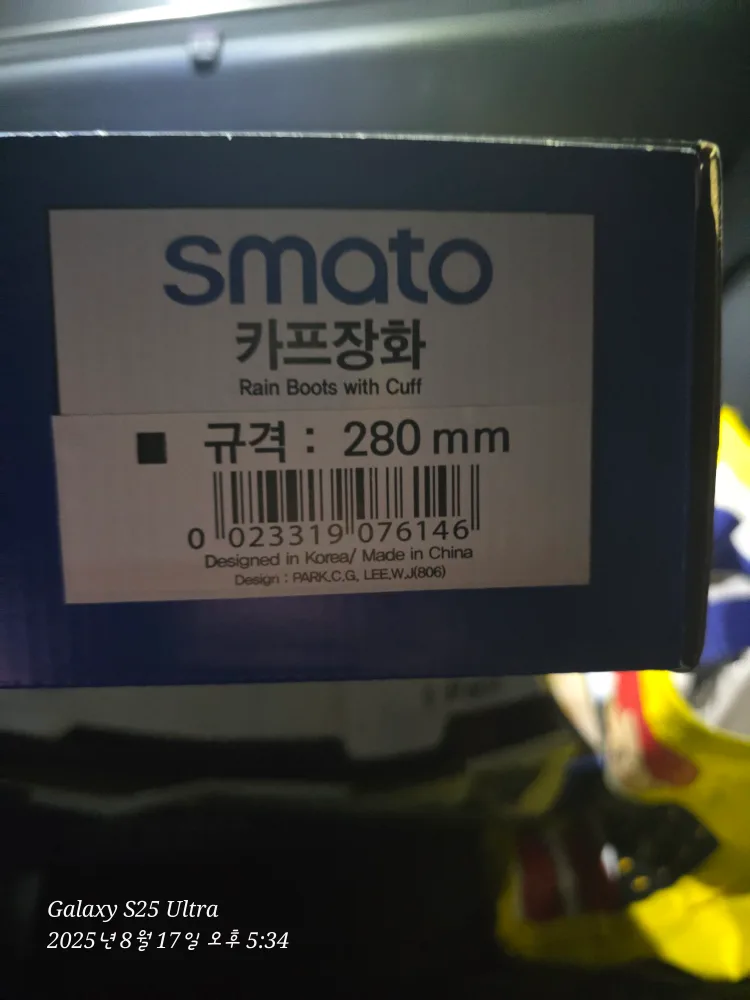 smato
카프장화
Rain Boots with Cuff
■ 규격 : 280 mm
0 023319 076146
Designed in Korea/ Made in China
Design : PARK.C.G, LEE.W.J(806)
Galaxy S25 Ultra
2025년 8월 17일 오후 5:34